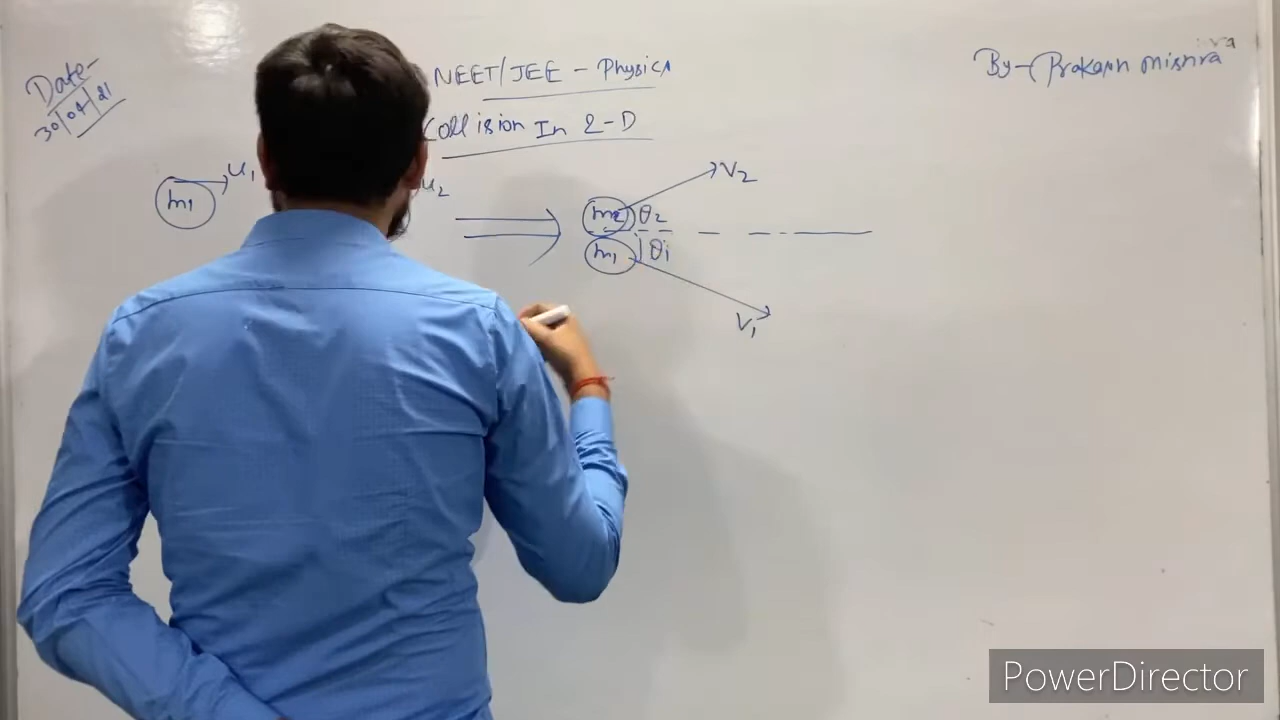 Date-
30/04/21
NEET/JEE - Physics
By- Prakash Mishra
Collision In 2-D
m1 u1
u2
m2 θ2 v2
m1 θ1 v1
PowerDirector